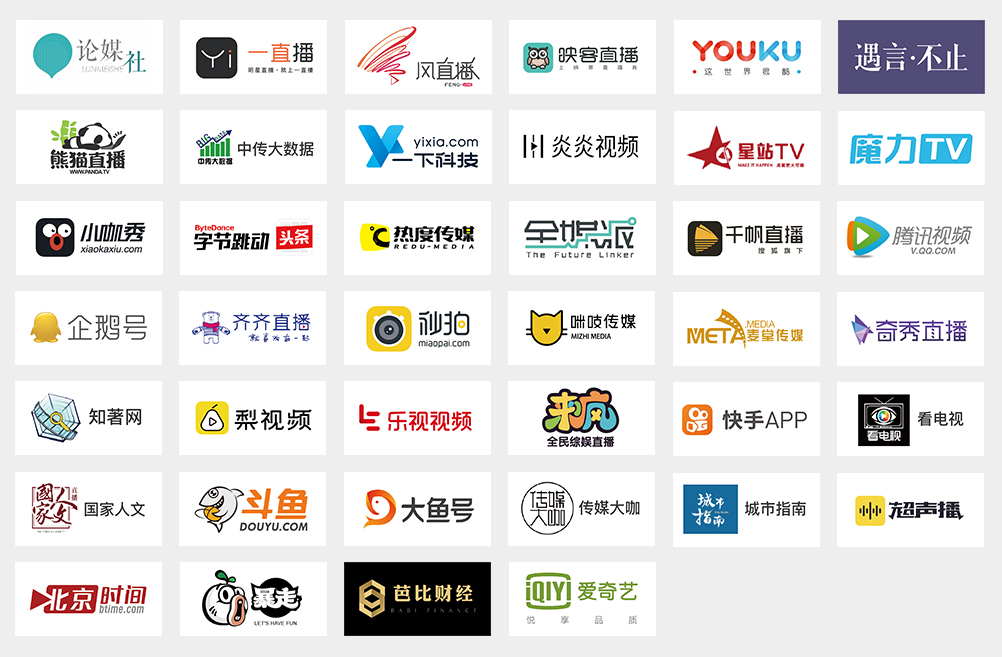 论媒社
LUNMEISHE
Yi
一直播
明星直播·就上一直播
凤直播
FENG·LIVE
映客直播
YOUKU
这世界很酷
遇言·不止
熊猫直播
WWW.PANDA.TV
BIG DATA
中传大数据
中传大数据
yixia.com
一下科技
炎炎视频
星站TV
MAKE IT HAPPEN
魔力TV
小咖秀
xiaokaxiu.com
ByteDance
字节跳动
头条
热度传媒
REDU-MEDIA
全媒派
The Future Linker
千帆直播
搜狐旗下
腾讯视频
V.QQ.COM
企鹅号
齐齐直播
秒拍
miaopai.com
咪吱传媒
MIZHI MEDIA
META
.MEDIA
麦堂传媒
奇秀直播
知著网
梨视频
乐视视频
来疯
全民综娱直播
快手APP
看电视
看电视
國家人文
直播
国家人文
斗鱼
DOUYU.COM
大鱼号
传媒大咖
传媒大咖
城市指南
城市指南
超声播
北京时间
btime.com
暴走
LET'S HAVE FUN
芭比财经
BABI FINANCE
iQIYI
爱奇艺
悦享品质